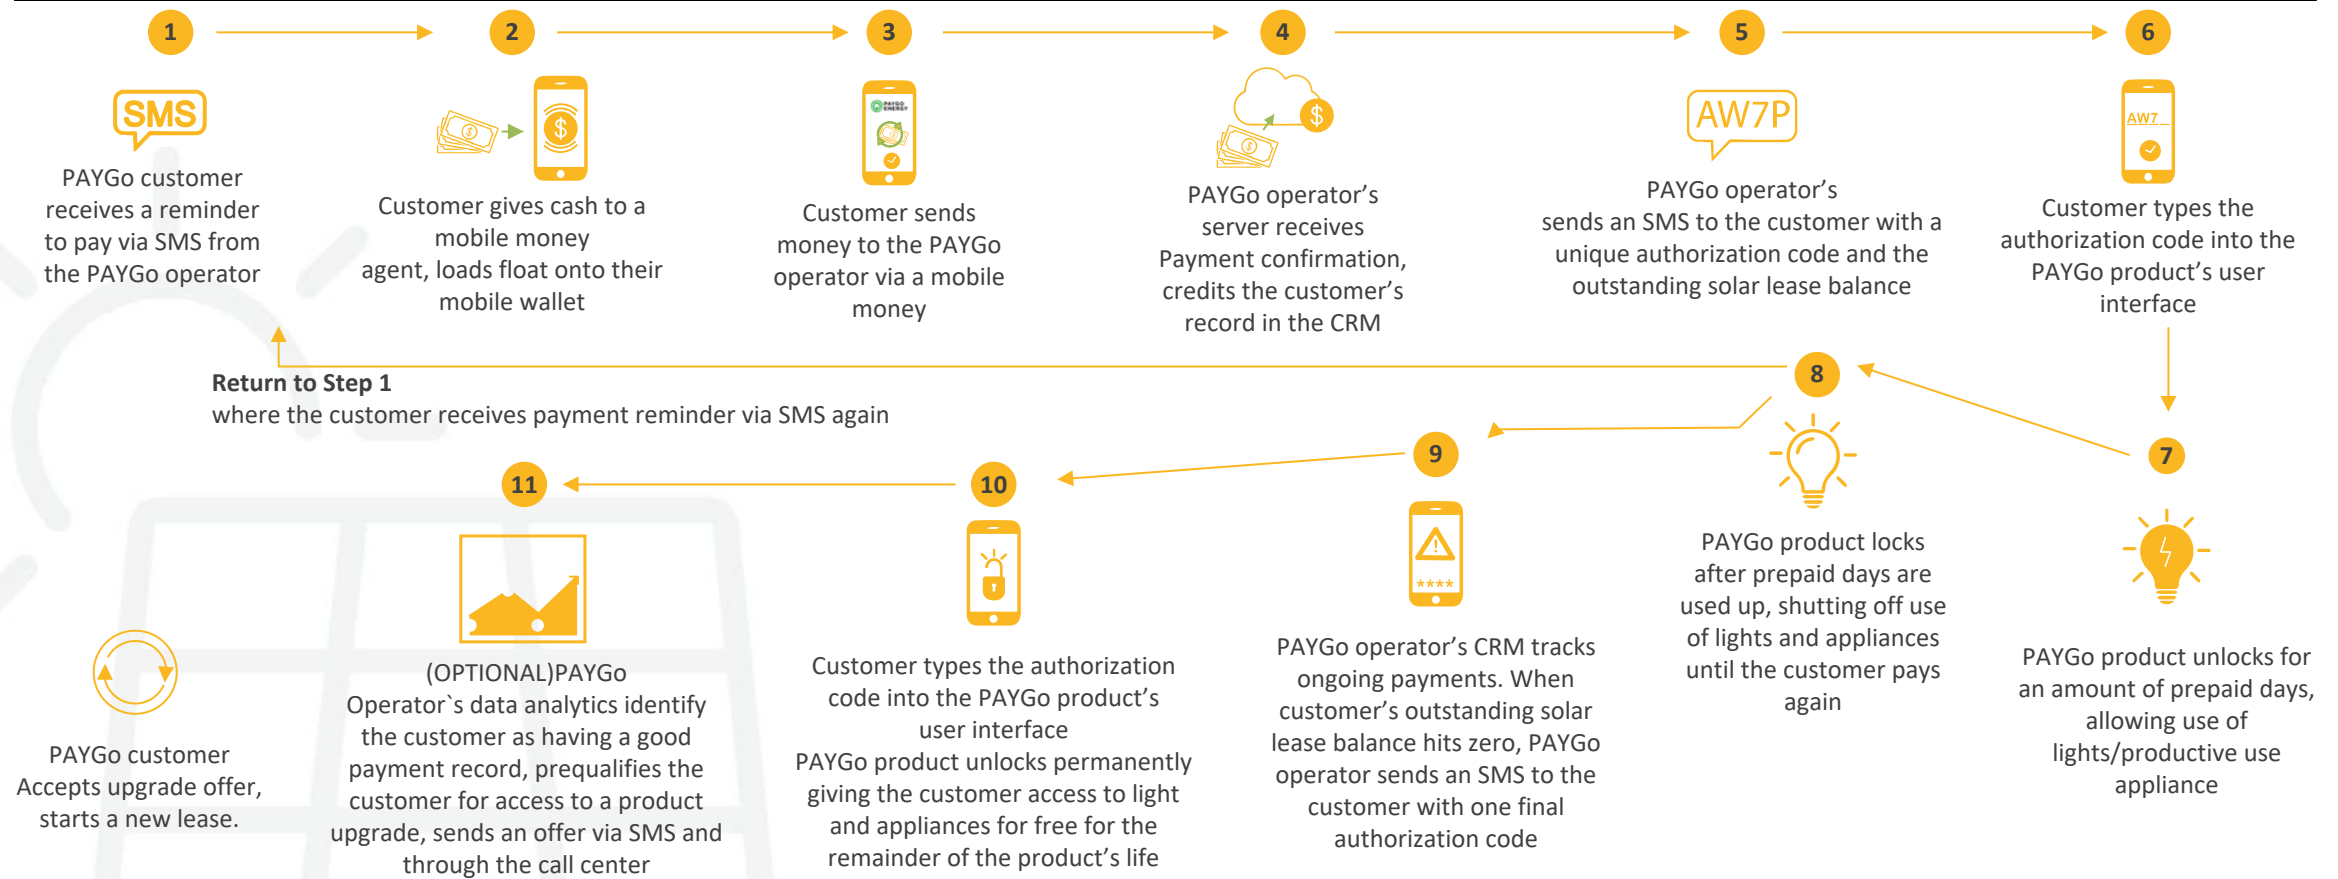 1
2
3
4
5
6
SMS
PAYGO
ENERGY
AW7P
AW7__
PAYGo customer
receives a reminder
to pay via SMS from
the PAYGo operator
Customer gives cash to a
mobile money
agent, loads float onto their
mobile wallet
Customer sends
money to the PAYGo
operator via a mobile
money
PAYGo operator’s
server receives
Payment confirmation,
credits the customer’s
record in the CRM
PAYGo operator’s
sends an SMS to the customer with a
unique authorization code and the
outstanding solar lease balance
Customer types the
authorization code into the
PAYGo product’s user
interface
Return to Step 1
where the customer receives payment reminder via SMS again
7
PAYGo product unlocks for
an amount of prepaid days,
allowing use of
lights/productive use
appliance
8
PAYGo product locks
after prepaid days are
used up, shutting off use
of lights and appliances
until the customer pays
again
9
****
PAYGo operator’s CRM tracks
ongoing payments. When
customer’s outstanding solar
lease balance hits zero, PAYGo
operator sends an SMS to the
customer with one final
authorization code
10
Customer types the authorization
code into the PAYGo product’s
user interface
PAYGo product unlocks permanently
giving the customer access to light
and appliances for free for the
remainder of the product’s life
11
(OPTIONAL)PAYGo
Operator`s data analytics identify
the customer as having a good
payment record, prequalifies the
customer for access to a product
upgrade, sends an offer via SMS and
through the call center
PAYGo customer
Accepts upgrade offer,
starts a new lease.